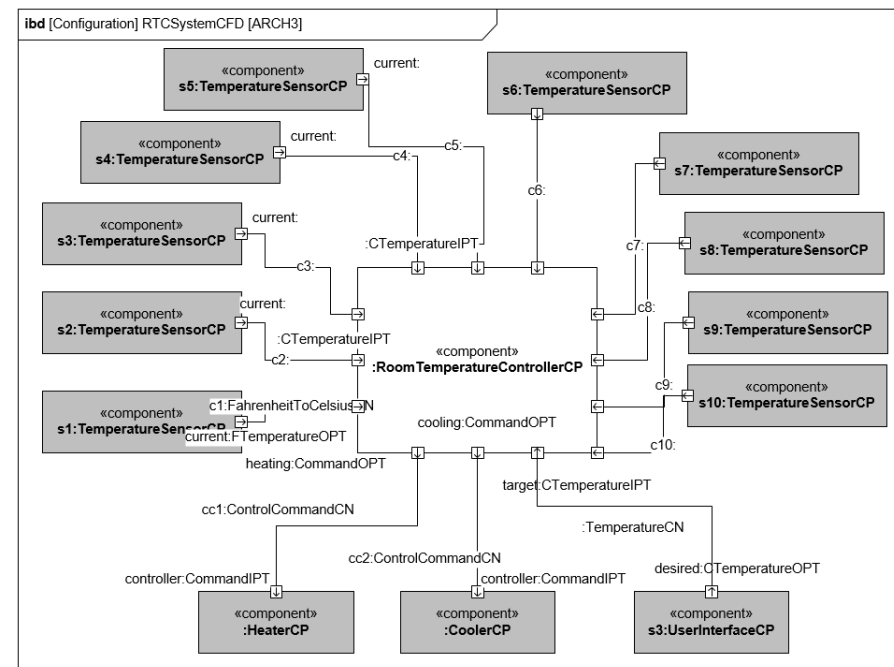 ibd [Configuration] RTCSystemCFD [ARCH3]
«component»
s5:TemperatureSensorCP
current:
«component»
s6:TemperatureSensorCP
«component»
s4:TemperatureSensorCP
current:
c4:
c5:
c6:
«component»
s7:TemperatureSensorCP
«component»
s3:TemperatureSensorCP
current:
c3:
:CTemperatureIPT
c7:
«component»
s8:TemperatureSensorCP
«component»
s2:TemperatureSensorCP
current:
c2:
:CTemperatureIPT
«component»
:RoomTemperatureControllerCP
c8:
«component»
s9:TemperatureSensorCP
c9:
«component»
s10:TemperatureSensorCP
c10:
«component»
s1:TemperatureSensorCP
c1:FahrenheitToCelsius
current:FTemperatureOPT
cooling:CommandOPT
heating:CommandOPT
target:CTemperatureIPT
cc1:ControlCommandCN
:TemperatureCN
cc2:ControlCommandCN
controller:CommandIPT
controller:CommandIPT
desired:CTemperatureOPT
«component»
:HeaterCP
«component»
:CoolerCP
«component»
s3:UserInterfaceCP